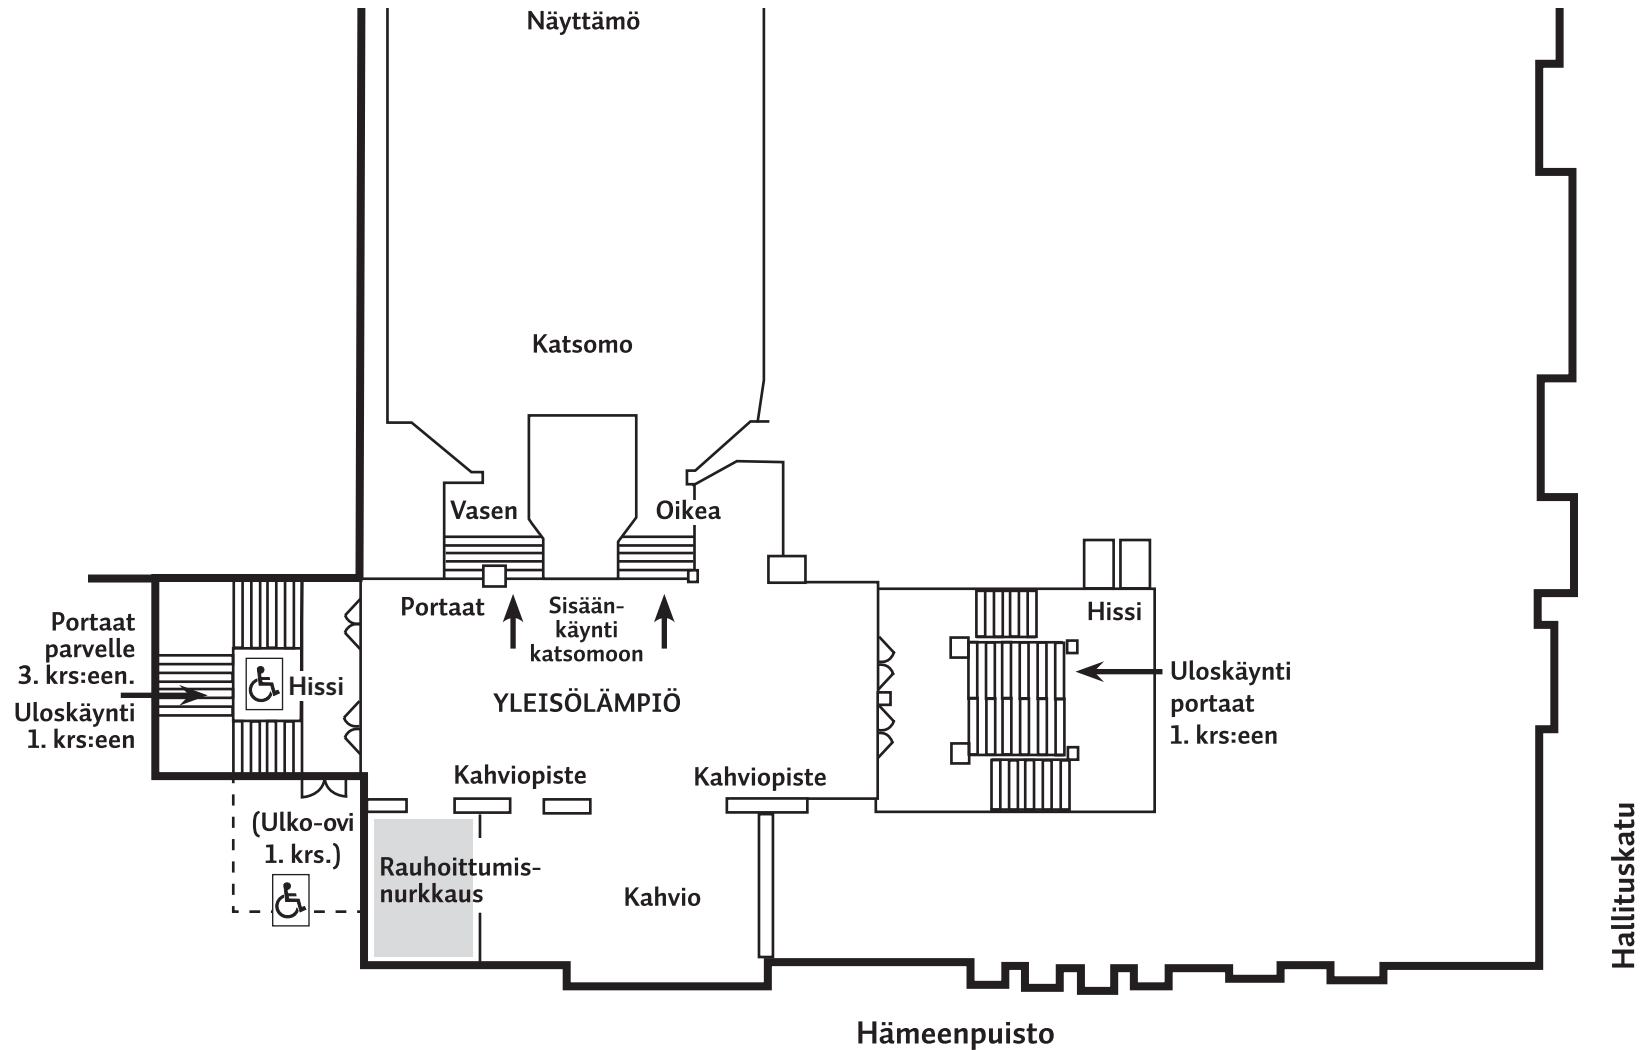 Näyttämö
Katsomo
Vasen
Oikea
Portaat
Sisään-
käynti
katsomoon
Hissi
Portaat
parvelle
3. krs:een.
Uloskäynti
1. krs:een
Hissi
YLEISÖLÄMPIÖ
Uloskäynti
portaat
1. krs:een
Kahviopiste
Kahviopiste
(Ulko-ovi
1. krs.)
Rauhoittumis-
nurkkaus
Kahvio
Hallituskatu
Hämeenpuisto